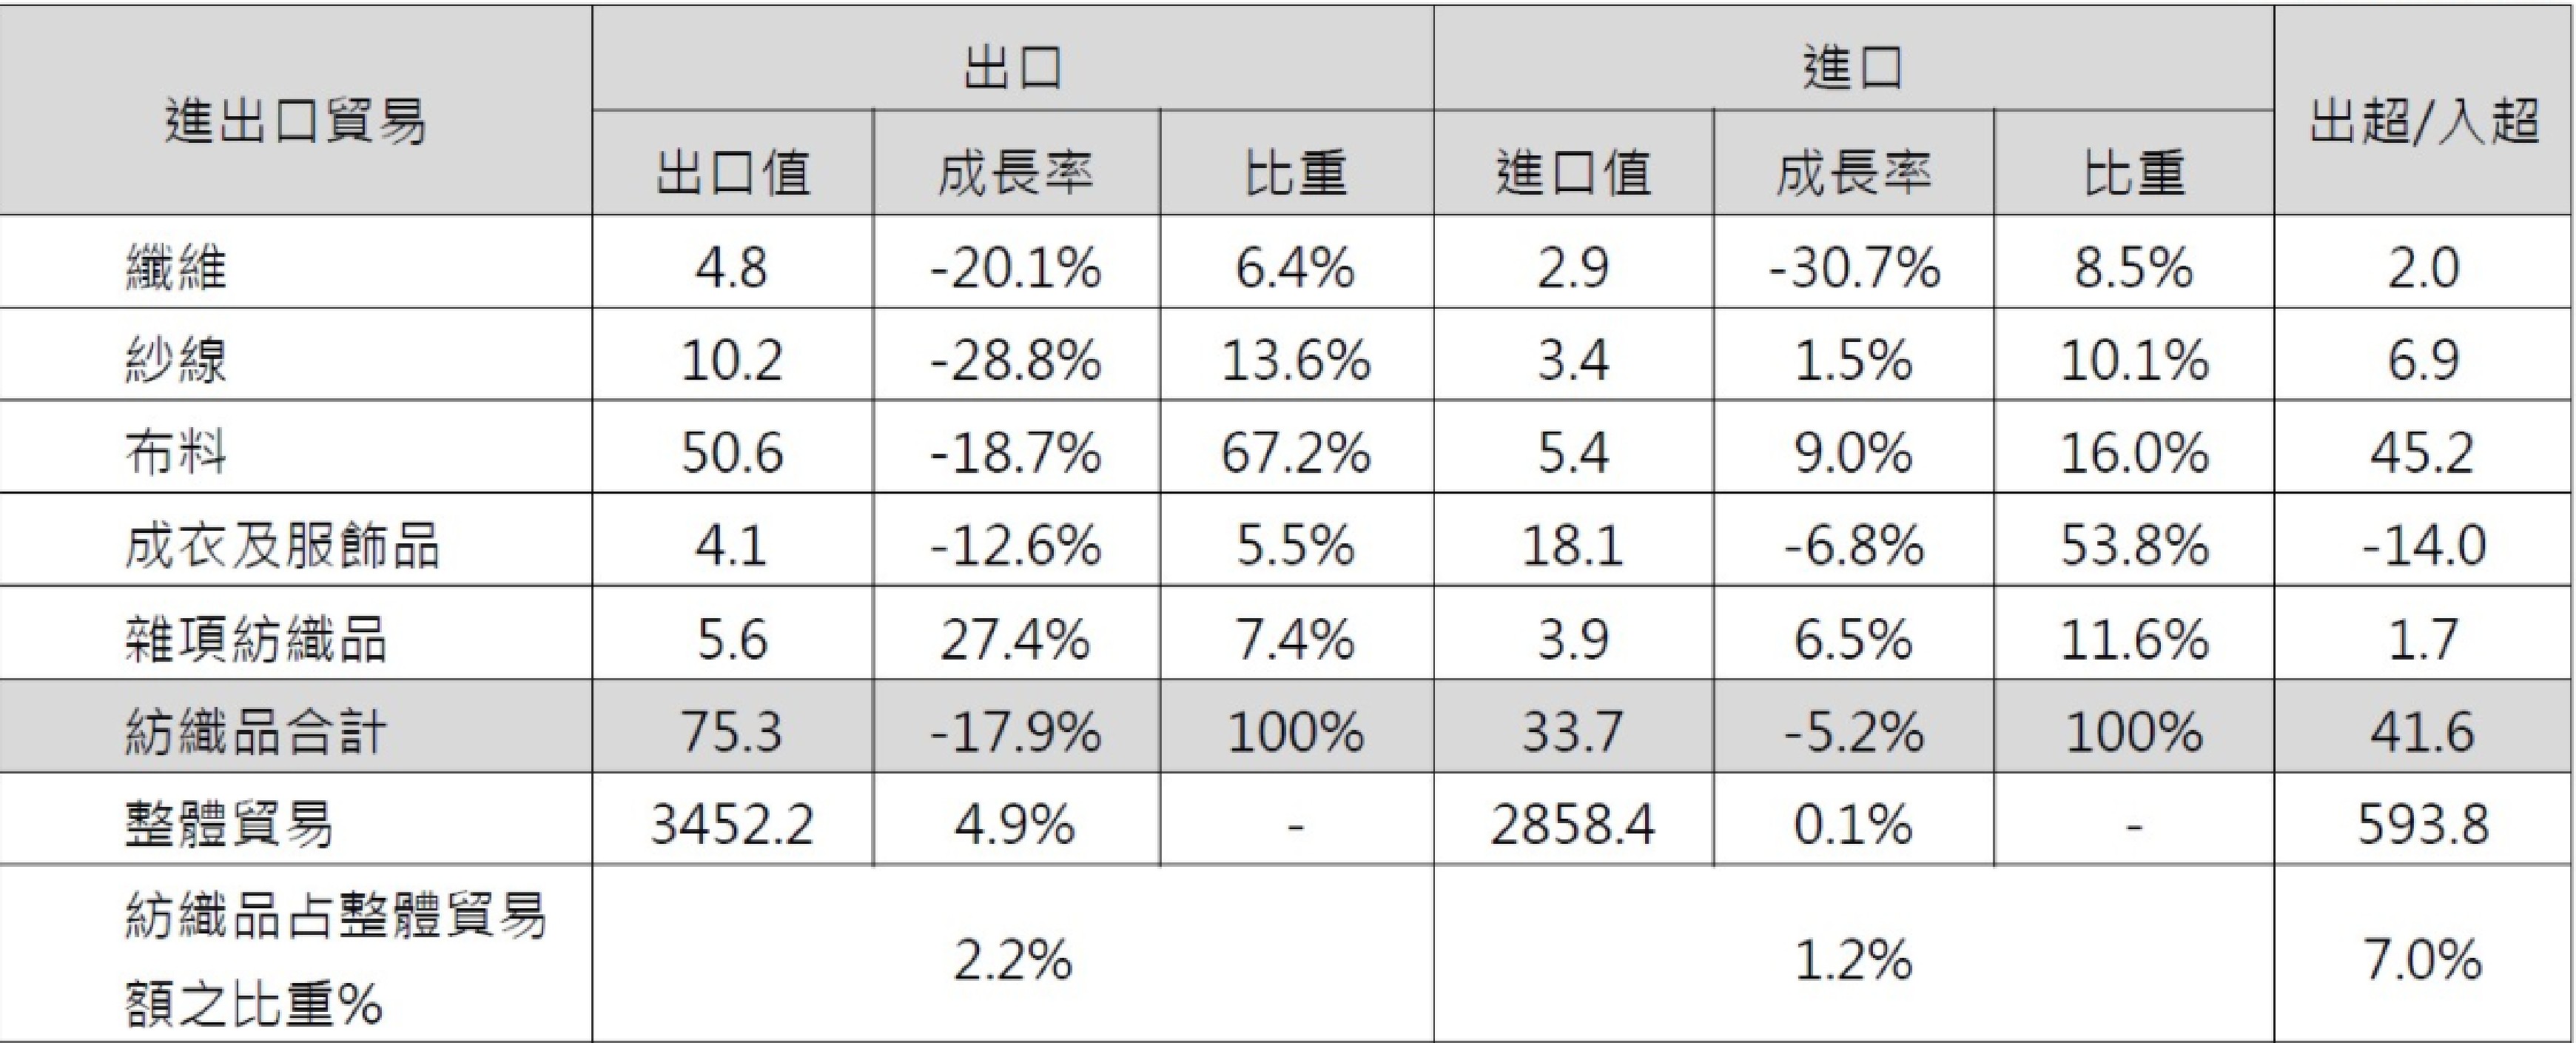 進出口貿易 出口 進口 出超/入超
出口值 成長率 比重 進口值 成長率 比重
纖維 4.8 -20.1% 6.4% 2.9 -30.7% 8.5% 2.0
紗線 10.2 -28.8% 13.6% 3.4 1.5% 10.1% 6.9
布料 50.6 -18.7% 67.2% 5.4 9.0% 16.0% 45.2
成衣及服飾品 4.1 -12.6% 5.5% 18.1 -6.8% 53.8% -14.0
雜項紡織品 5.6 27.4% 7.4% 3.9 6.5% 11.6% 1.7
紡織品合計 75.3 -17.9% 100% 33.7 -5.2% 100% 41.6
整體貿易 3452.2 4.9% - 2858.4 0.1% - 593.8
紡織品占整體貿易
額之比重% 2.2% 1.2% 7.0%